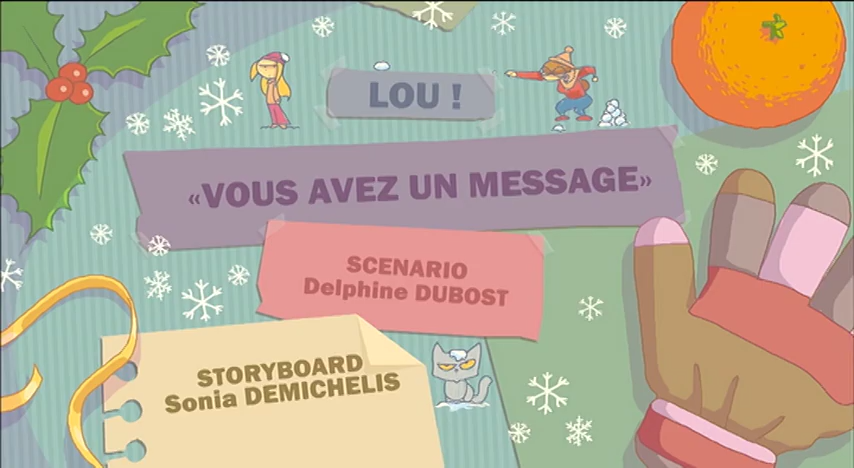 LOU !
«VOUS AVEZ UN MESSAGE»
SCENARIO
Delphine DUBOST
STORYBOARD
Sonia DEMICHELIS